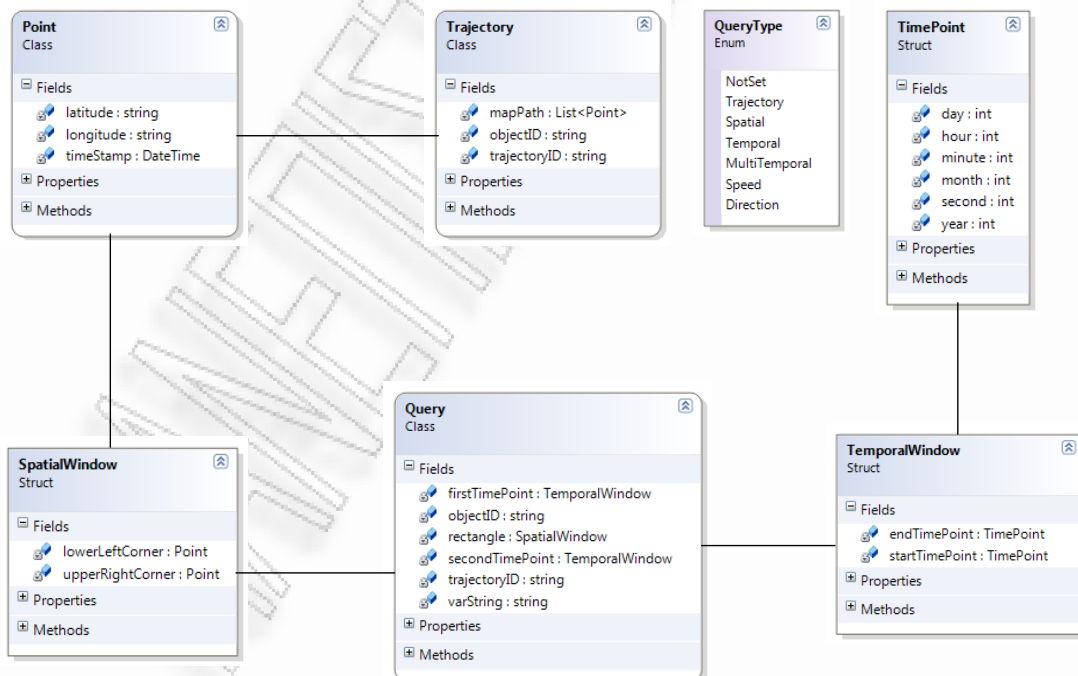 Point
Class
Fields
latitude : string
longitude : string
timeStamp : DateTime
Properties
Methods
Trajectory
Class
Fields
mapPath : List<Point>
objectID : string
trajectoryID : string
Properties
Methods
QueryType
Enum
NotSet
Trajectory
Spatial
Temporal
MultiTemporal
Speed
Direction
TimePoint
Struct
Fields
day : int
hour : int
minute : int
month : int
second : int
year : int
Properties
Methods
SpatialWindow
Struct
Fields
lowerLeftCorner : Point
upperRightCorner : Point
Properties
Methods
Query
Class
Fields
firstTimePoint : TemporalWindow
objectID : string
rectangle : SpatialWindow
secondTimePoint : TemporalWindow
trajectoryID : string
varString : string
Properties
Methods
TemporalWindow
Struct
Fields
endTimePoint : TimePoint
startTimePoint : TimePoint
Properties
Methods